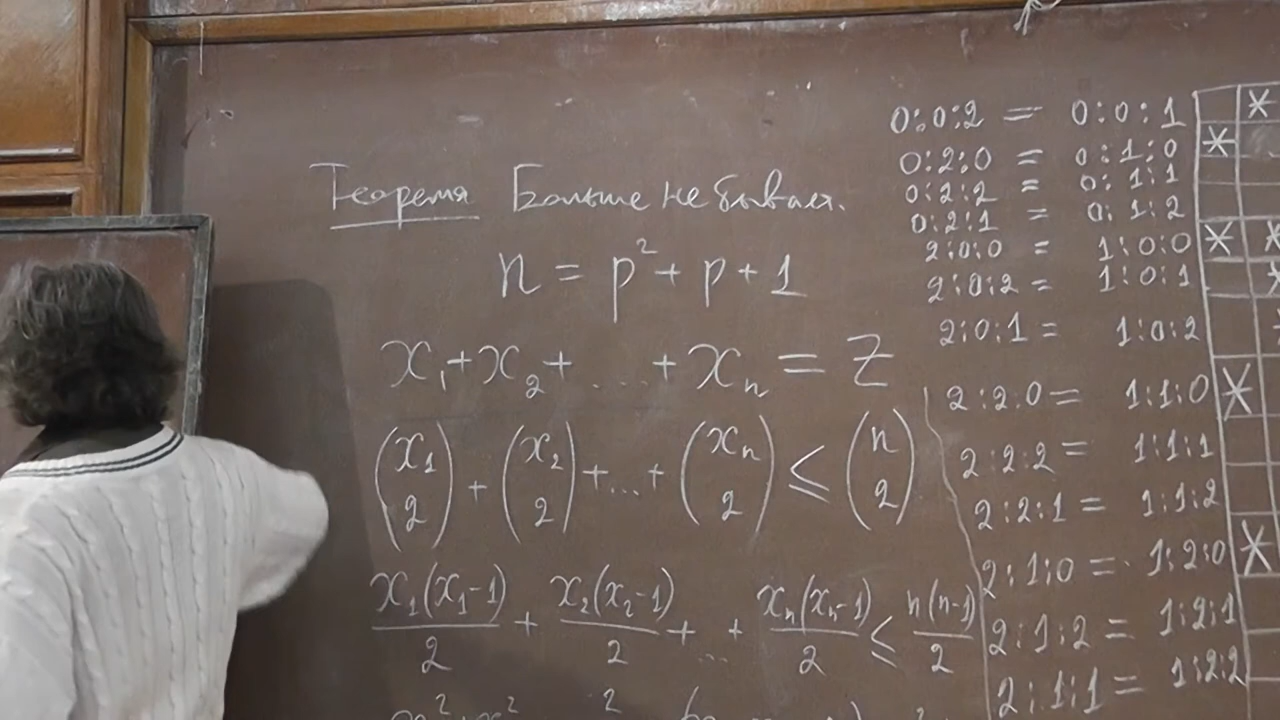 Теорема Больше не бывает.
n = p² + p + 1
x₁ + x₂ + ... + xₙ = Z
(x₁ 2) + (x₂ 2) + ... + (xₙ 2) ⩽ (n 2)
x₁(x₁-1)/2 + x₂(x₂-1)/2 + ... + xₙ(xₙ-1)/2 ⩽ n(n-1)/2
0:0:2 = 0:0:1
0:2:0 = 0:1:0
0:2:2 = 0:1:1
0:2:1 = 0:1:2
2:0:0 = 1:0:0
2:0:2 = 1:0:1
2:0:1 = 1:0:2
2:2:0 = 1:1:0
2:2:2 = 1:1:1
2:2:1 = 1:1:2
2:1:0 = 1:2:0
2:1:2 = 1:2:1
2:1:1 = 1:2:2